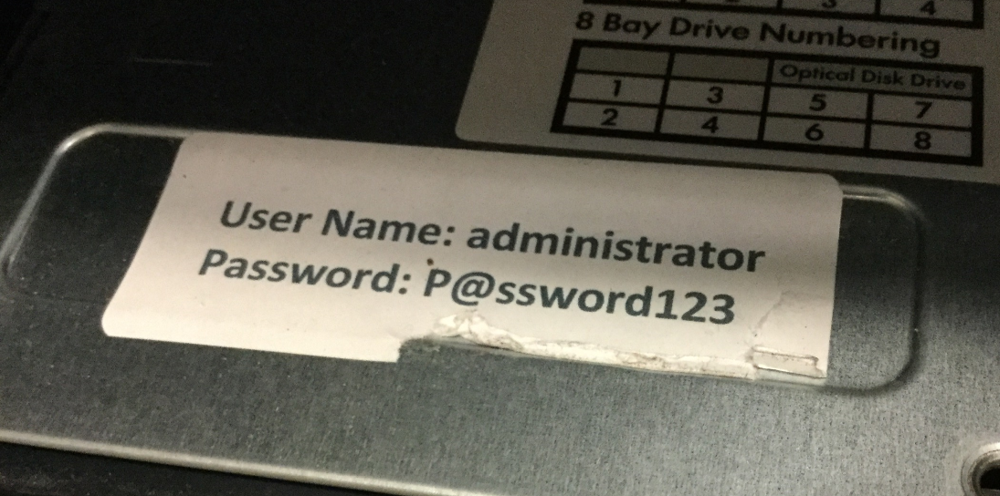 3 4
8 Bay Drive Numbering
Optical Disk Drive
1 3 5 7
2 4 6 8
User Name: administrator
Password: P@ssword123